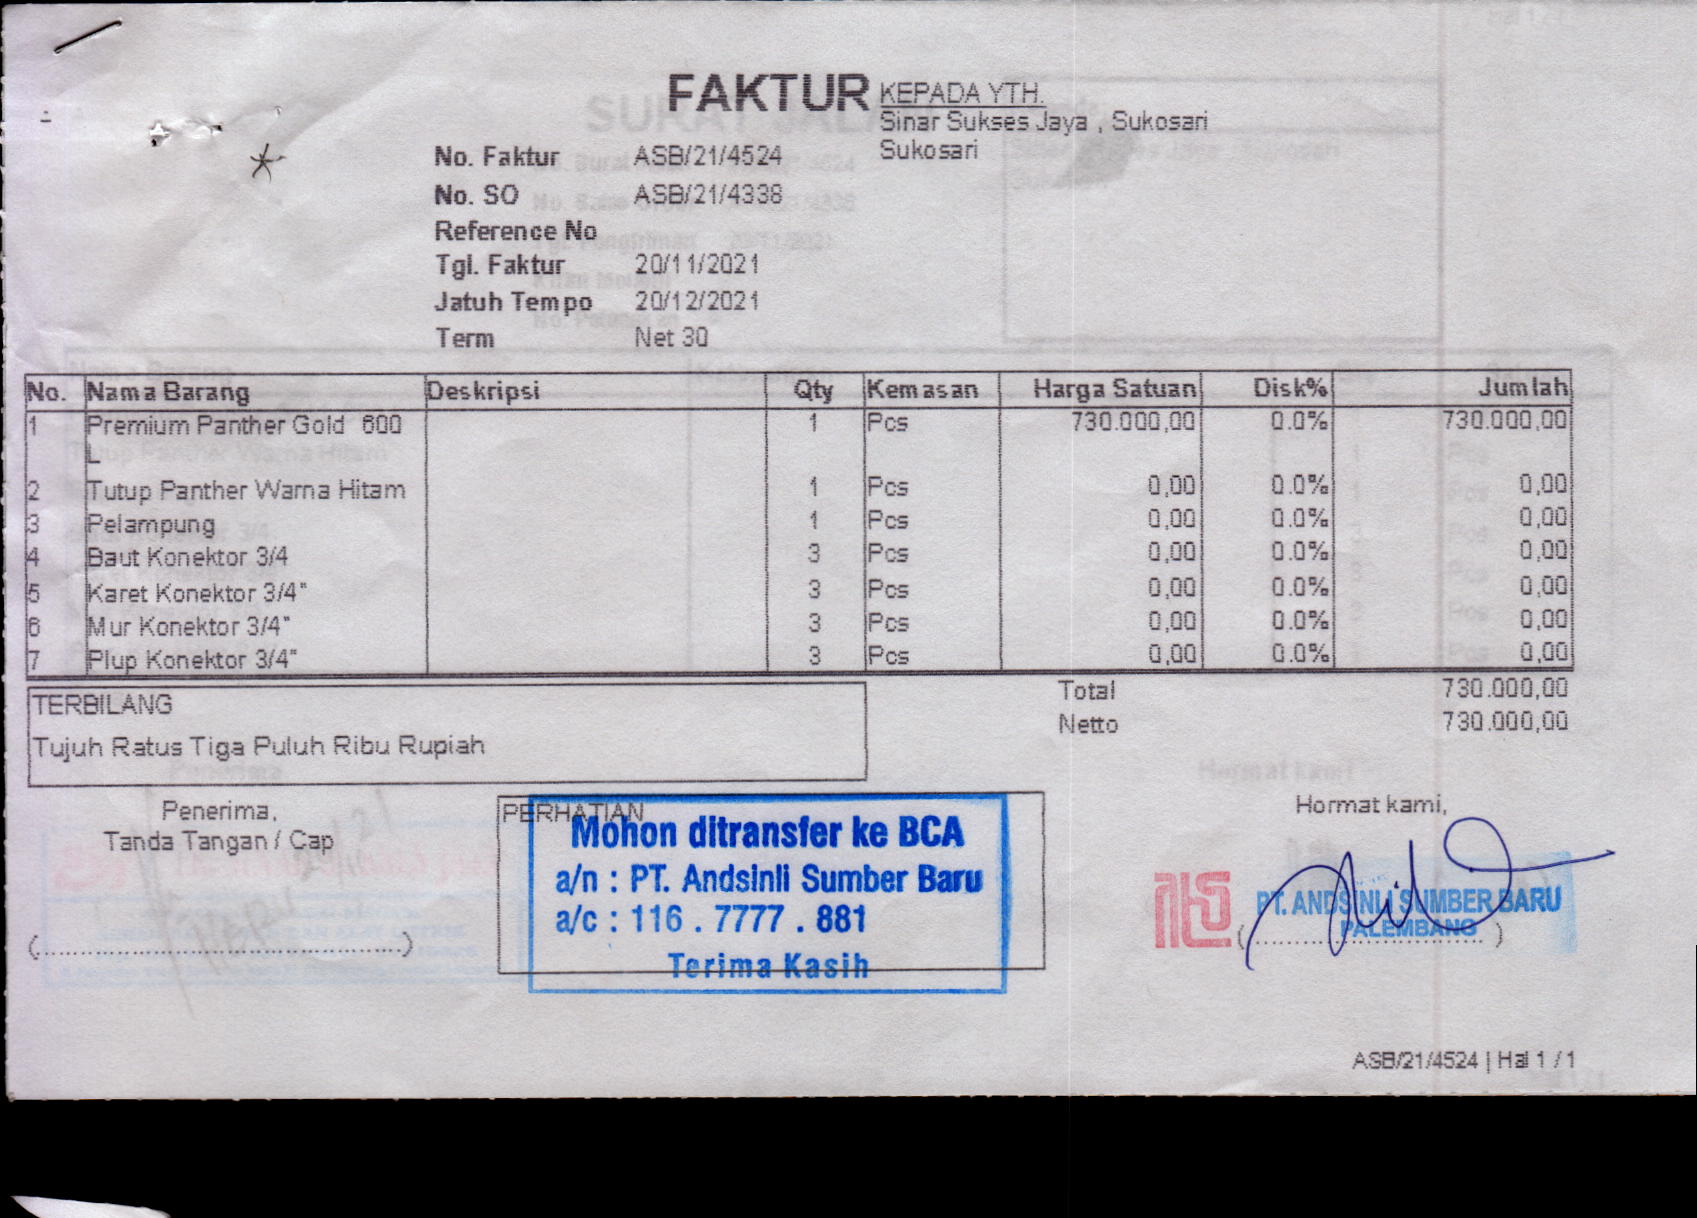 FAKTUR
KEPADA YTH.
Sinar Sukses Jaya , Sukosari
Sukosari
No. Faktur ASB/21/4524
No. SO ASB/21/4338
Reference No
Tgl. Faktur 20/11/2021
Jatuh Tempo 20/12/2021
Term Net 30
No. Nama Barang Deskripsi Qty Kemasan Harga Satuan Disk% Jumlah
1 Premium Panther Gold 600 1 Pcs 730.000,00 0.0% 730.000,00
L
2 Tutup Panther Warna Hitam 1 Pcs 0,00 0.0% 0,00
3 Pelampung 1 Pcs 0,00 0.0% 0,00
4 Baut Konektor 3/4 3 Pcs 0,00 0.0% 0,00
5 Karet Konektor 3/4" 3 Pcs 0,00 0.0% 0,00
6 Mur Konektor 3/4" 3 Pcs 0,00 0.0% 0,00
7 Plup Konektor 3/4" 3 Pcs 0,00 0.0% 0,00
Total 730.000,00
Netto 730.000,00
TERBILANG
Tujuh Ratus Tiga Puluh Ribu Rupiah
Penerima,
Tanda Tangan / Cap
(...............................................)
PERHATIAN
Mohon ditransfer ke BCA
a/n : PT. Andsinli Sumber Baru
a/c : 116 . 7777 . 881
Terima Kasih
Hormat kami,
PT. ANDSINLI SUMBER BARU
PALEMBANG
(..............................)
ASB/21/4524 | Hal 1 / 1